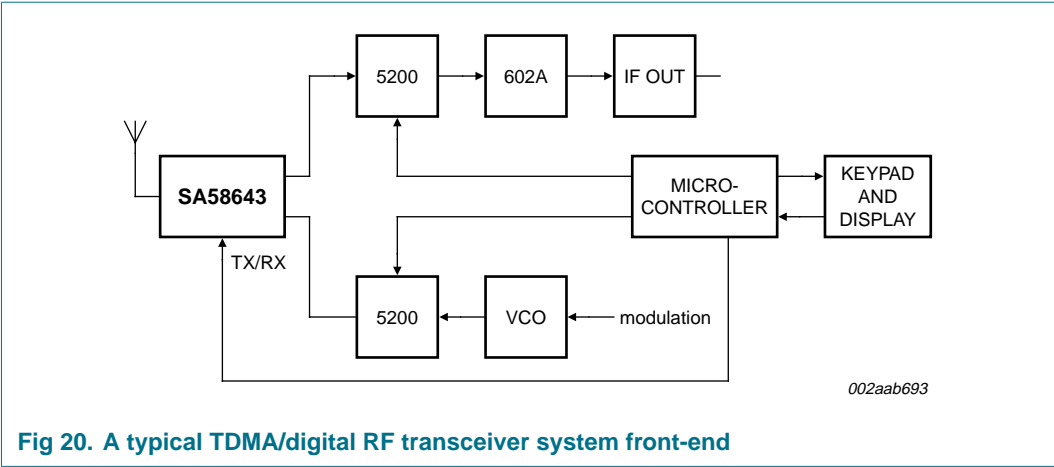 5200
602A
IF OUT
SA58643
MICRO-
CONTROLLER
KEYPAD
AND
DISPLAY
TX/RX
5200
VCO
modulation
002aab693
Fig 20. A typical TDMA/digital RF transceiver system front-end